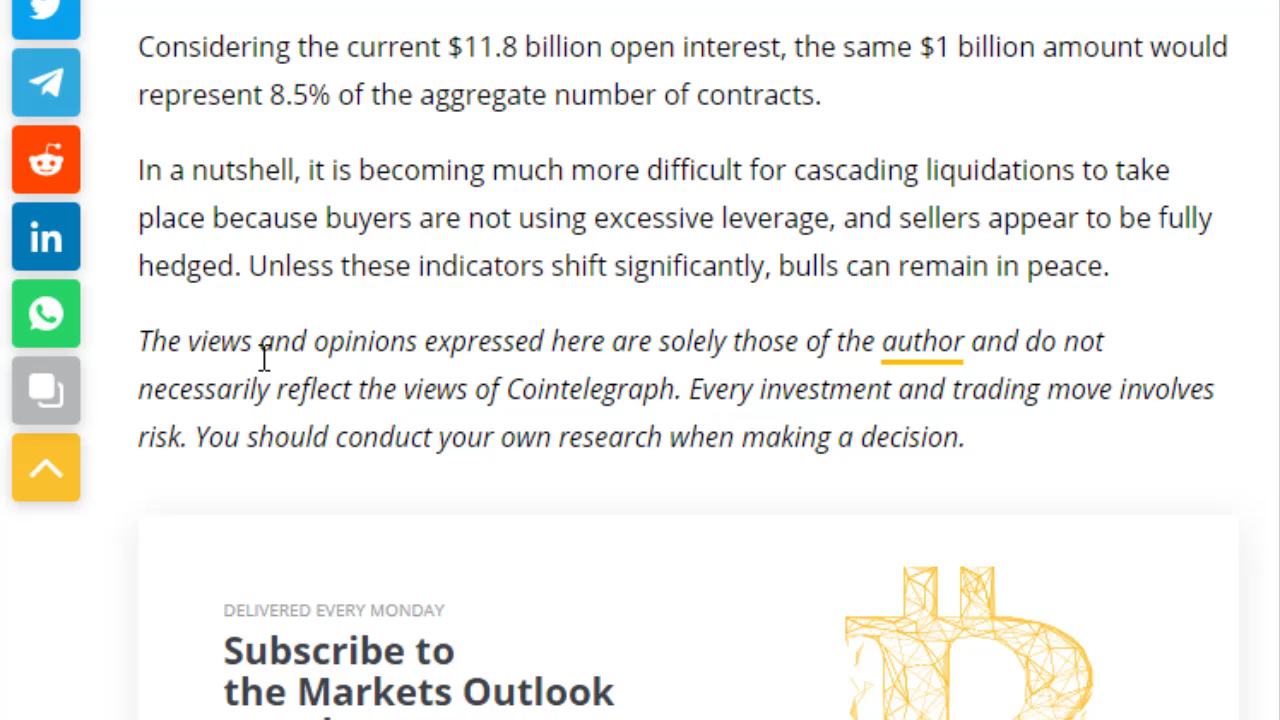 Considering the current $11.8 billion open interest, the same $1 billion amount would
represent 8.5% of the aggregate number of contracts.
In a nutshell, it is becoming much more difficult for cascading liquidations to take
place because buyers are not using excessive leverage, and sellers appear to be fully
hedged. Unless these indicators shift significantly, bulls can remain in peace.
The views and opinions expressed here are solely those of the author and do not
necessarily reflect the views of Cointelegraph. Every investment and trading move involves
risk. You should conduct your own research when making a decision.
DELIVERED EVERY MONDAY
Subscribe to
the Markets Outlook